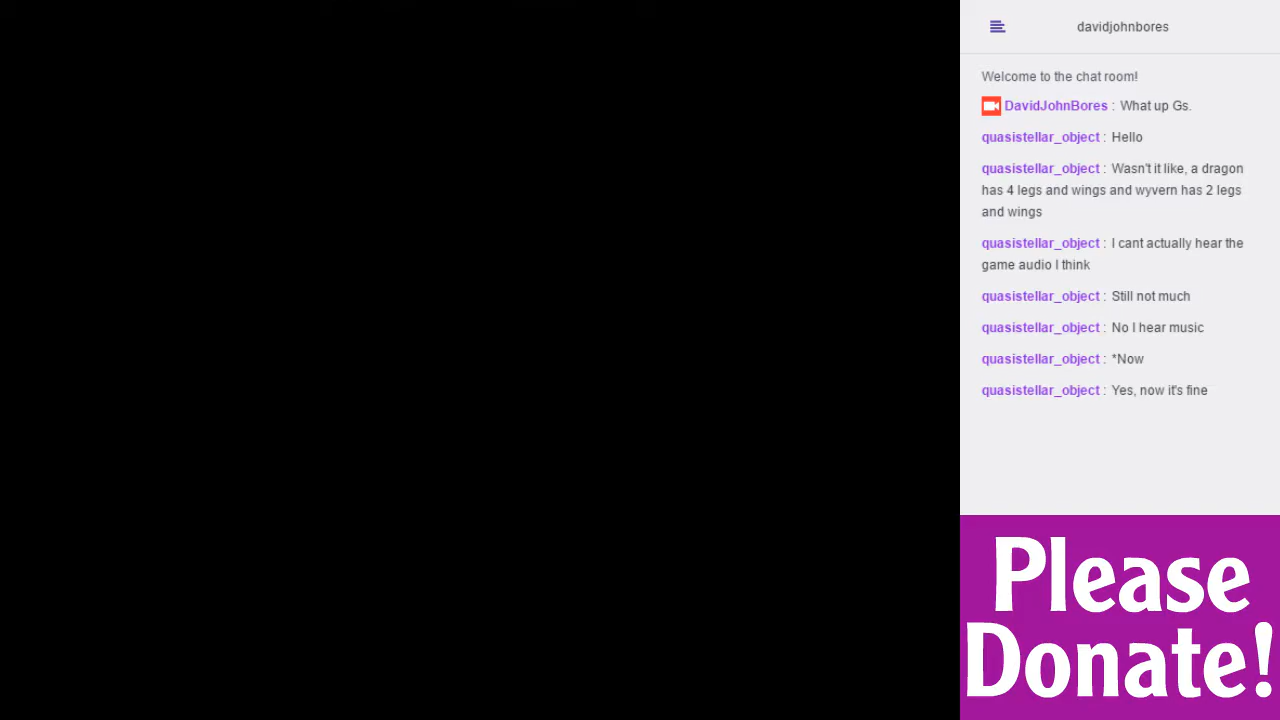 davidjohnbores
Welcome to the chat room!
DavidJohnBores : What up Gs.
quasistellar_object : Hello
quasistellar_object : Wasn't it like, a dragon
has 4 legs and wings and wyvern has 2 legs
and wings
quasistellar_object : I cant actually hear the
game audio I think
quasistellar_object : Still not much
quasistellar_object : No I hear music
quasistellar_object : *Now
quasistellar_object : Yes, now it's fine
Please
Donate!